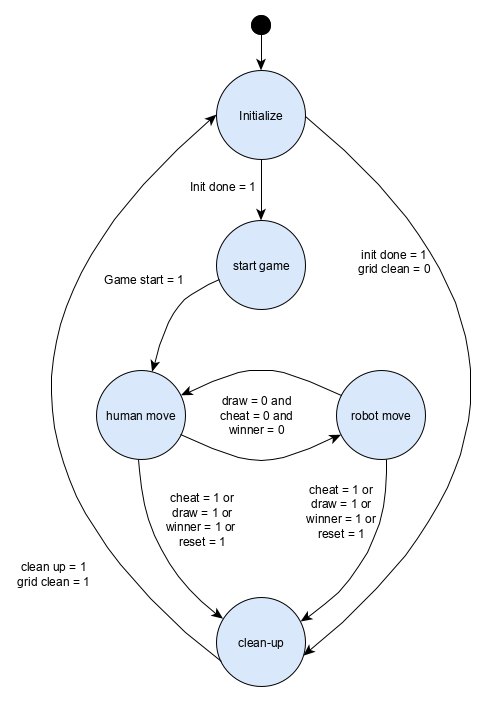 Initialize
Init done = 1
init done = 1
grid clean = 0
start game
Game start = 1
draw = 0 and
cheat = 0 and
winner = 0
human move
robot move
cheat = 1 or
draw = 1 or
winner = 1 or
reset = 1
cheat = 1 or
draw = 1 or
winner = 1 or
reset = 1
clean up = 1
grid clean = 1
clean-up